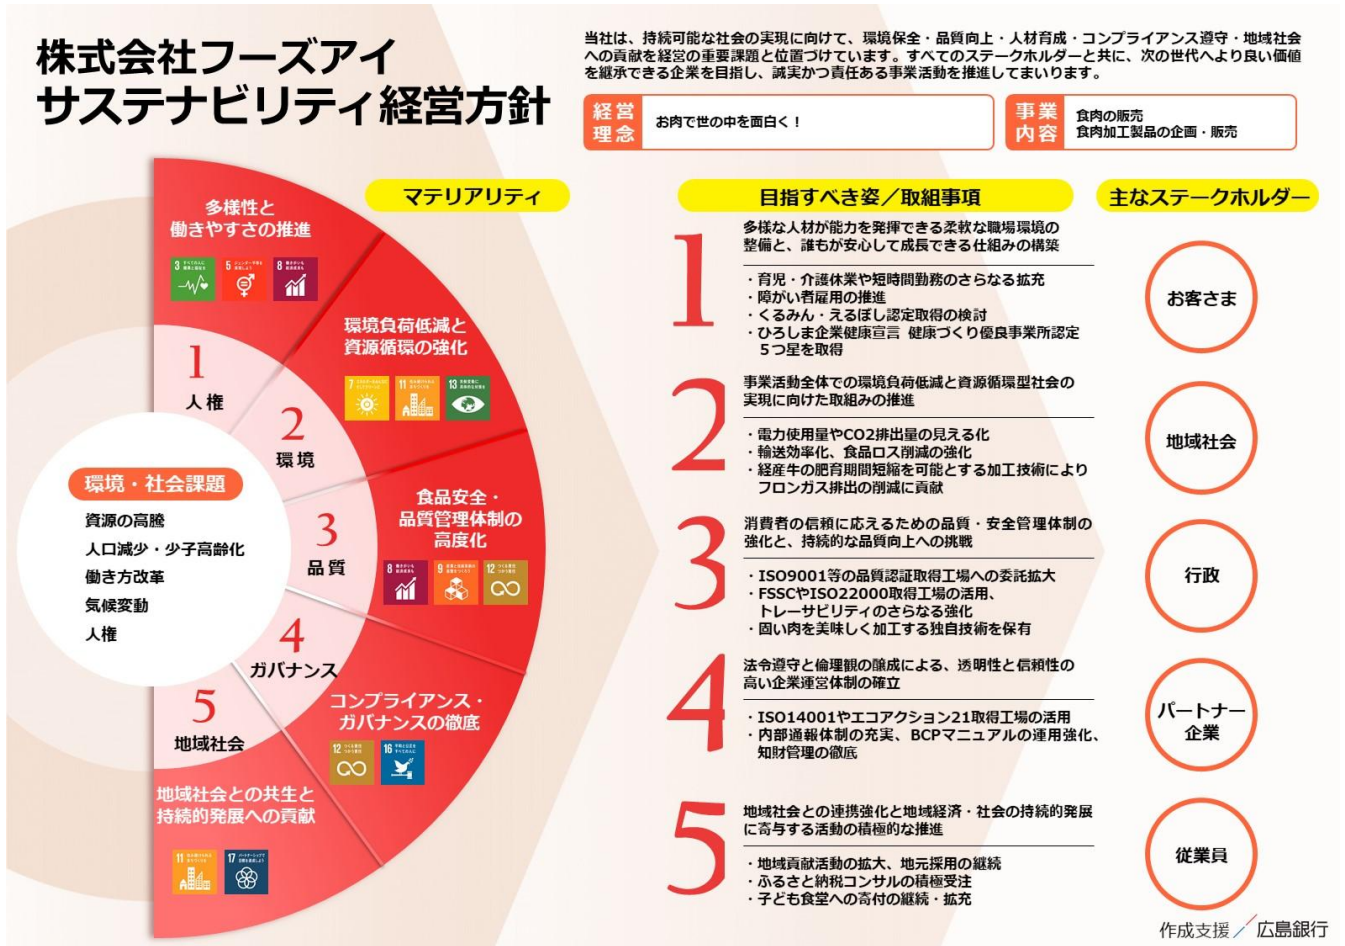 株式会社フーズアイ
サステナビリティ経営方針
当社は、持続可能な社会の実現に向けて、環境保全・品質向上・人材育成・コンプライアンス遵守・地域社会
への貢献を経営の重要課題と位置づけています。すべてのステークホルダーと共に、次の世代へより良い価値
を継承できる企業を目指し、誠実かつ責任ある事業活動を推進してまいります。
経営
理念
お肉で世の中を面白く！
事業
内容
食肉の販売
食肉加工製品の企画・販売
マテリアリティ
多様性と
働きやすさの推進
3
5
8
1
人権
環境負荷低減と
資源循環の強化
7
11
13
2
環境
食品安全・
品質管理体制の
高度化
8
9
12
3
品質
コンプライアンス・
ガバナンスの徹底
12
16
4
ガバナンス
地域社会との共生と
持続的発展への貢献
11
17
5
地域社会
環境・社会課題
資源の高騰
人口減少・少子高齢化
働き方改革
気候変動
人権
目指すべき姿／取組事項
1
多様な人材が能力を発揮できる柔軟な職場環境の
整備と、誰もが安心して成長できる仕組みの構築
・育児・介護休業や短時間勤務のさらなる拡充
・障がい者雇用の推進
・くるみん・えるぼし認定取得の検討
・ひろしま企業健康宣言 健康づくり優良事業所認定
５つ星を取得
2
事業活動全体での環境負荷低減と資源循環型社会の
実現に向けた取組みの推進
・電力使用量やCO2排出量の見える化
・輸送効率化、食品ロス削減の強化
・経産牛の肥育期間短縮を可能とする加工技術により
フロンガス排出の削減に貢献
3
消費者の信頼に応えるための品質・安全管理体制の
強化と、持続的な品質向上への挑戦
・ISO9001等の品質認証取得工場への委託拡大
・FSSCやISO22000取得工場の活用、
トレーサビリティのさらなる強化
・固い肉を美味しく加工する独自技術を保有
4
法令遵守と倫理観の醸成による、透明性と信頼性の
高い企業運営体制の確立
・ISO14001やエコアクション21取得工場の活用
・内部通報体制の充実、BCPマニュアルの運用強化、
知財管理の徹底
5
地域社会との連携強化と地域経済・社会の持続的発展
に寄与する活動の積極的な推進
・地域貢献活動の拡大、地元採用の継続
・ふるさと納税コンサルの積極受注
・子ども食堂への寄付の継続・拡充
主なステークホルダー
お客さま
地域社会
行政
パートナー
企業
従業員
作成支援
広島銀行